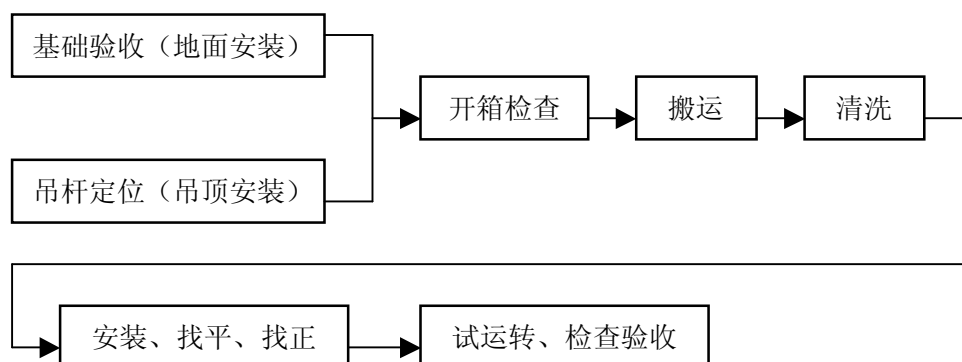 基础验收（地面安装）
开箱检查
搬运
清洗
吊杆定位（吊顶安装）
安装、找平、找正
试运转、检查验收